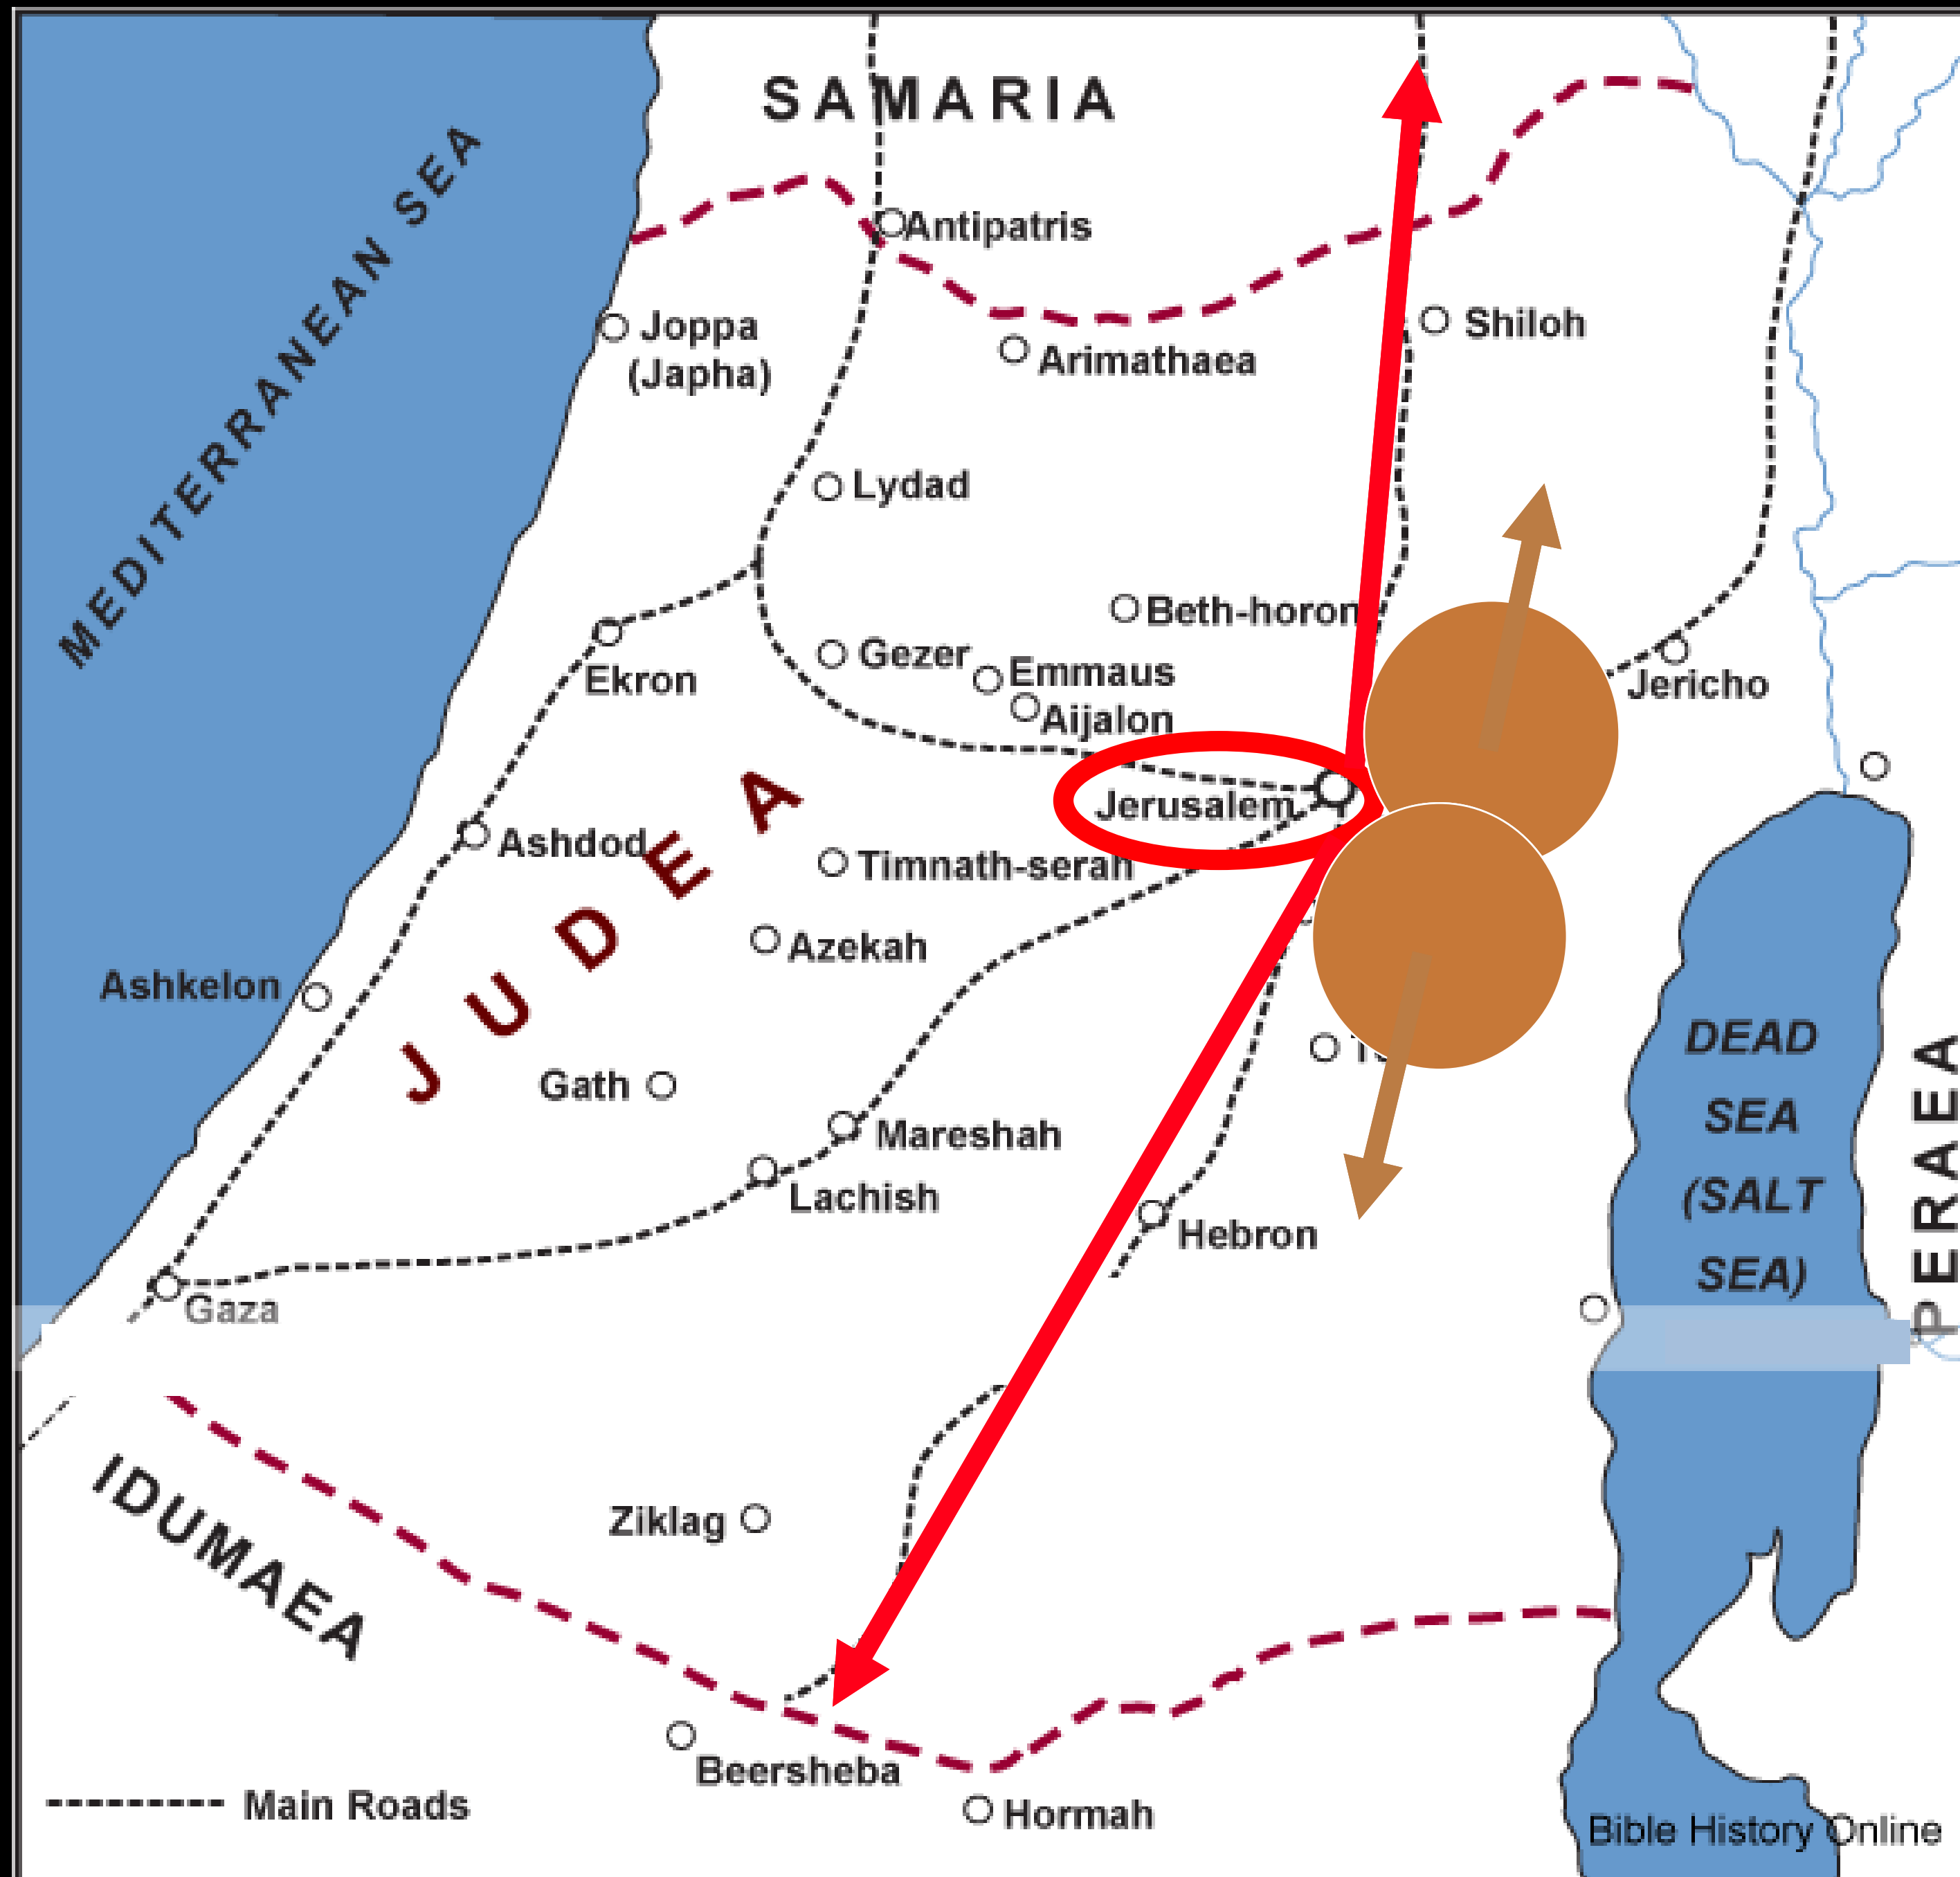 SAMARIA
MEDITERRANEAN SEA
Antipatris
Joppa
(Japha)
Shiloh
Arimathaea
Lydad
Beth-horon
Gezer
Emmaus
Ekron
Jericho
Aijalon
Jerusalem
JUDEA
Ashdod
Timnath-serah
Azekah
Ashkelon
DEAD
SEA
(SALT
SEA)
PERAEA
Gath
Mareshah
Lachish
Hebron
Gaza
IDUMAEA
Ziklag
Beersheba
Main Roads
Hormah
Bible History Online